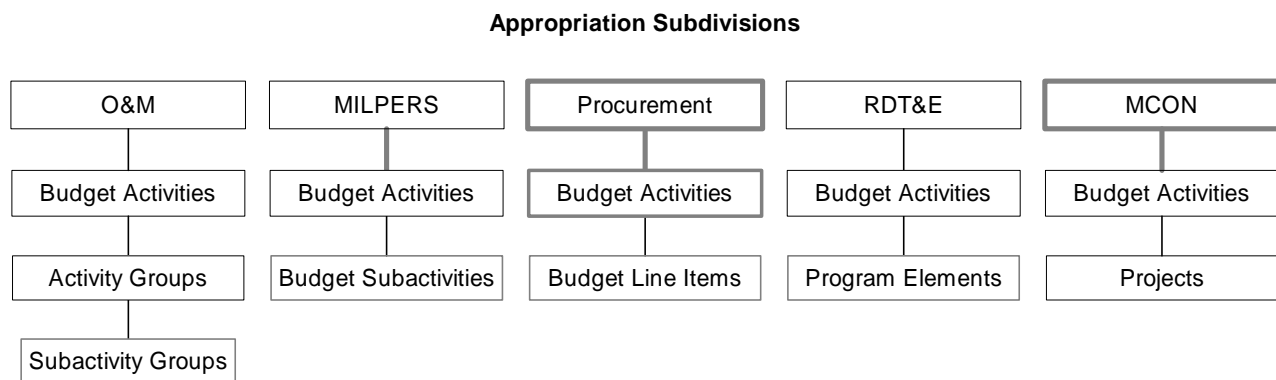 Appropriation Subdivisions
O&M MILPERS Procurement RDT&E MCON
Budget Activities Budget Activities Budget Activities Budget Activities Budget Activities
Activity Groups Budget Subactivities Budget Line Items Program Elements Projects
Subactivity Groups